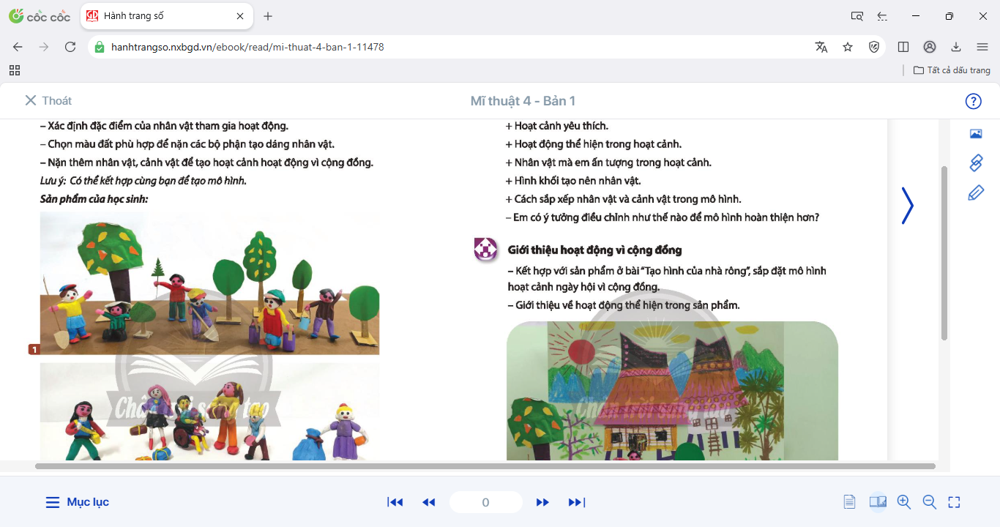 cốc cốc
Hành trang số
hanhtrangso.nxbgd.vn/ebook/read/mi-thuat-4-ban-1-11478
Tất cả dấu trang
Thoát
Mĩ thuật 4 - Bản 1
– Xác định đặc điểm của nhân vật tham gia hoạt động.
– Chọn màu đất phù hợp để nặn các bộ phận tạo dáng nhân vật.
– Nặn thêm nhân vật, cảnh vật để tạo hoạt cảnh hoạt động vì cộng đồng.
Lưu ý: Có thể kết hợp cùng bạn để tạo mô hình.
Sản phẩm của học sinh:
1
Chân trời sáng tạo
+ Hoạt cảnh yêu thích.
+ Hoạt động thể hiện trong hoạt cảnh.
+ Nhân vật mà em ấn tượng trong hoạt cảnh.
+ Hình khối tạo nên nhân vật.
+ Cách sắp xếp nhân vật và cảnh vật trong mô hình.
– Em có ý tưởng điều chỉnh như thế nào để mô hình hoàn thiện hơn?
Giới thiệu hoạt động vì cộng đồng
– Kết hợp với sản phẩm ở bài "Tạo hình của nhà rông", sắp đặt mô hình
hoạt cảnh ngày hội vì cộng đồng.
– Giới thiệu về hoạt động thể hiện trong sản phẩm.
Chân trời sáng tạo
Mục lục
0